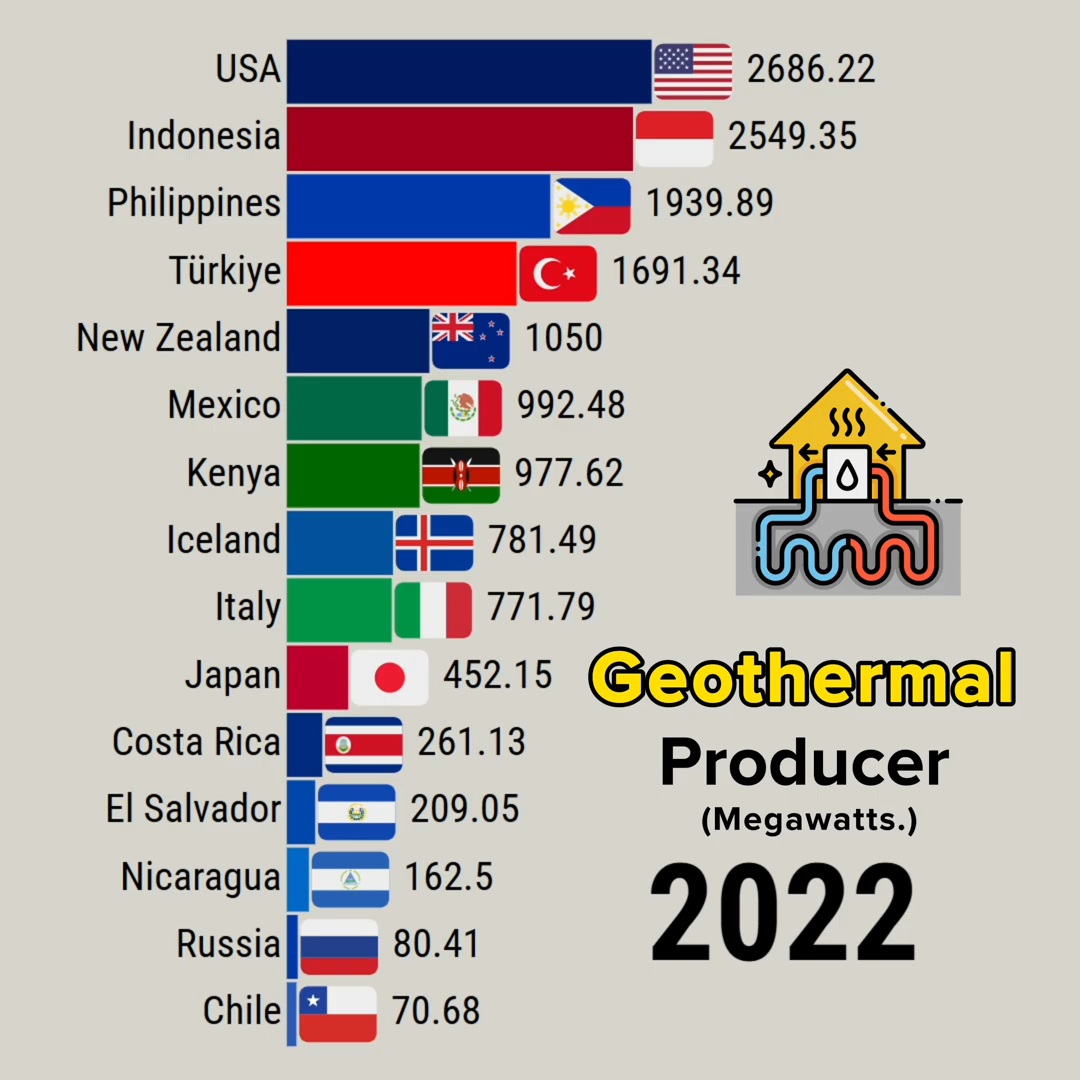 USA 2686.22
Indonesia 2549.35
Philippines 1939.89
Türkiye 1691.34
New Zealand 1050
Mexico 992.48
Kenya 977.62
Iceland 781.49
Italy 771.79
Japan 452.15
Costa Rica 261.13
El Salvador 209.05
Nicaragua 162.5
Russia 80.41
Chile 70.68
Geothermal
Producer
(Megawatts.)
2022